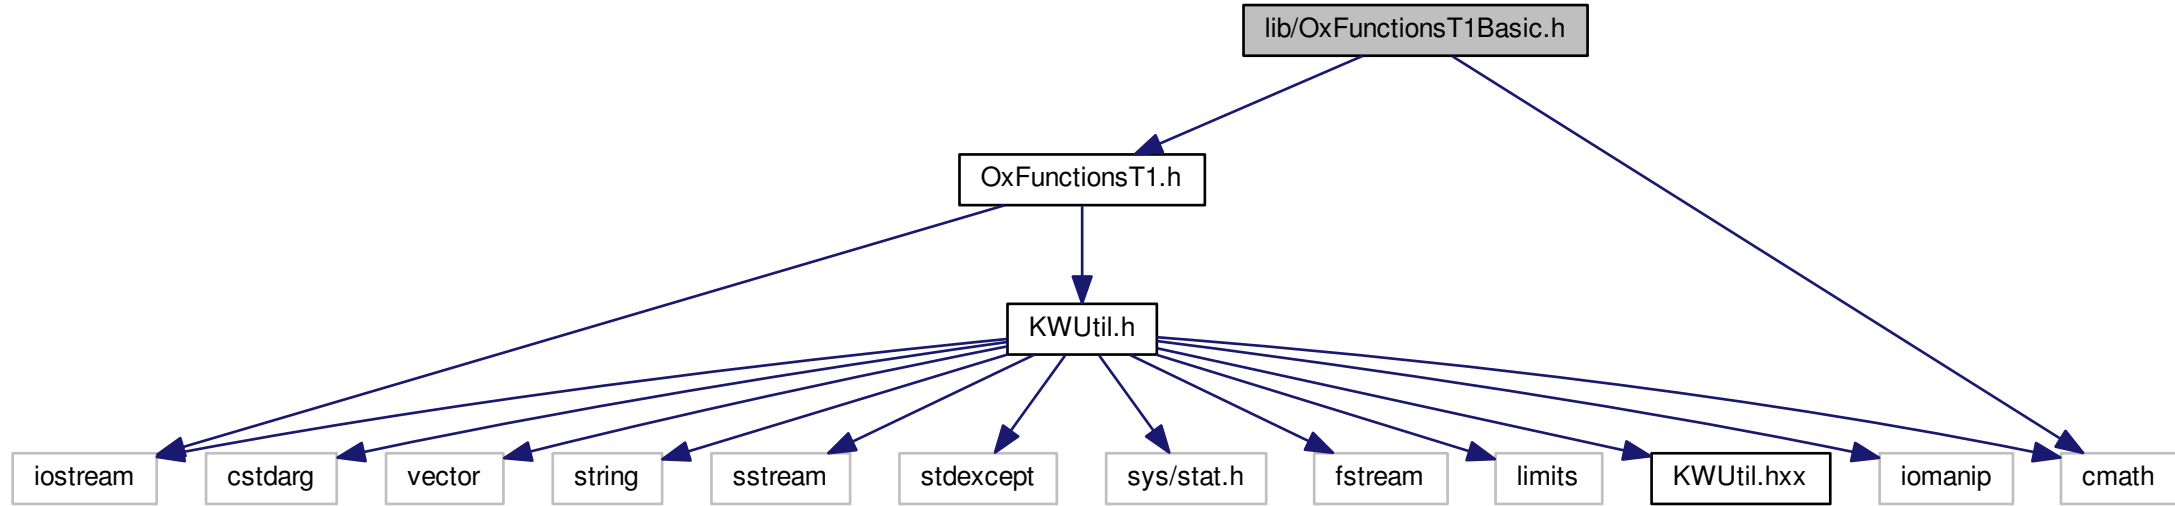 lib/OxFunctionsT1Basic.h
OxFunctionsT1.h
KWUtil.h
iostream
cstdarg
vector
string
sstream
stdexcept
sys/stat.h
fstream
limits
KWUtil.hxx
iomanip
cmath